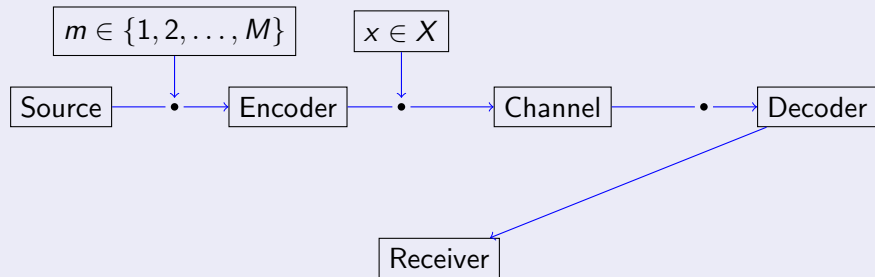 m ∈ {1, 2, . . . , M}
x ∈ X
Source
Encoder
Channel
Decoder
Receiver